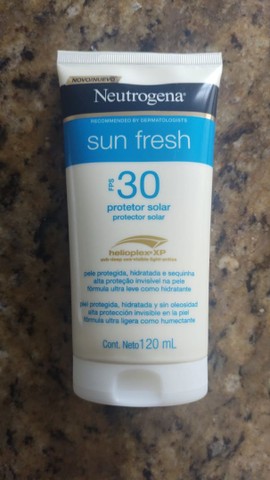 NOVO/NUEVO
Neutrogena®
RECOMMENDED BY DERMATOLOGISTS
sun fresh
FPS 30
protetor solar
protector solar
helioplex® XP
pele protegida, hidratada e sequinha
alta proteção invisível na pele
fórmula ultra leve como hidratante
piel protegida, hidratada y sin oleosidad
alta protección invisible en la piel
fórmula ultra ligera como humectante
Cont. Neto 120 mL